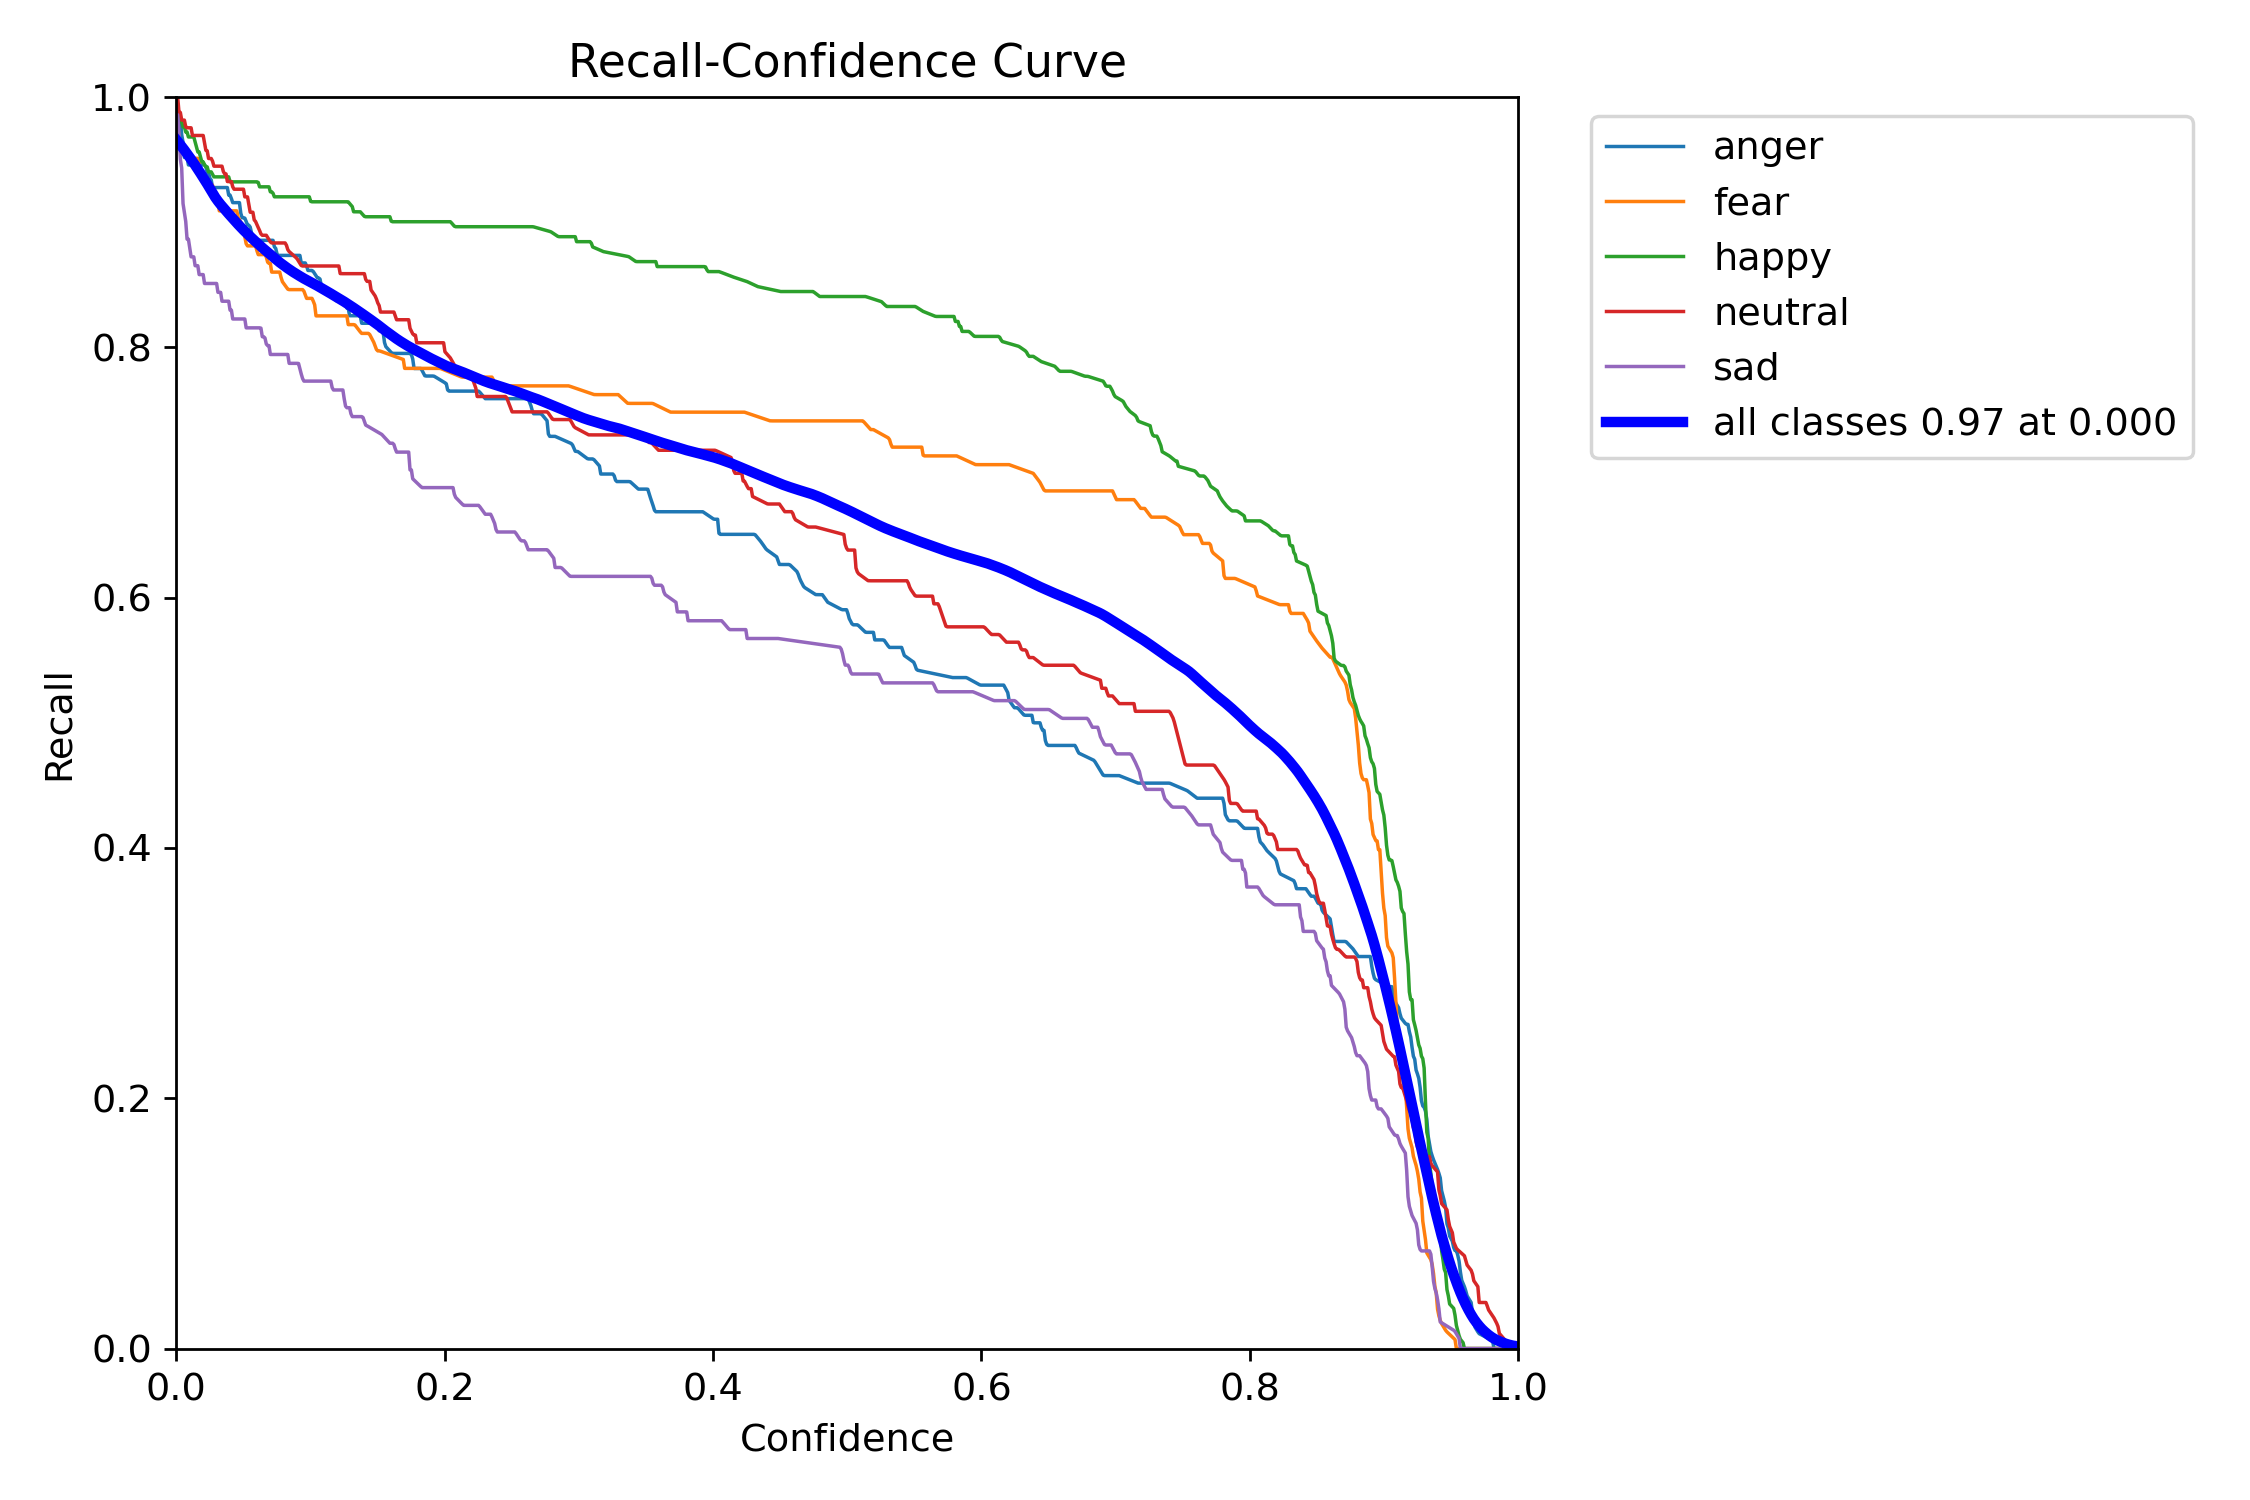 Recall-Confidence Curve
1.0
0.8
0.6
0.4
0.2
0.0
Recall
0.0 0.2 0.4 0.6 0.8 1.0
Confidence
anger
fear
happy
neutral
sad
all classes 0.97 at 0.000